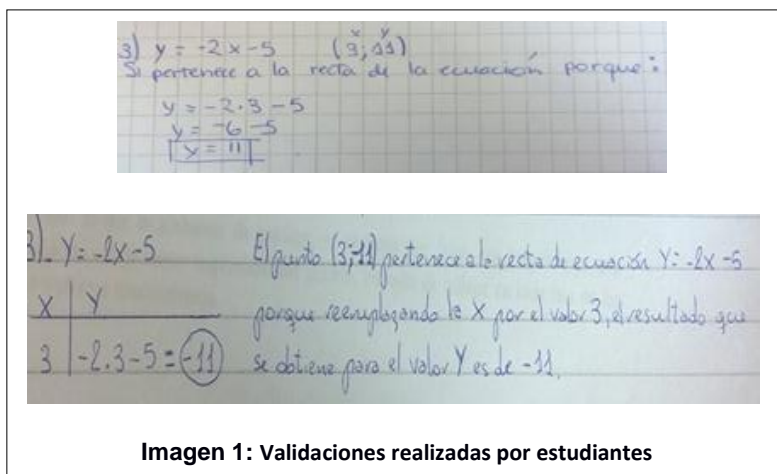 3) y = -2x-5 (3; 11)
x y
Si pertenece a la recta de la ecuación porque:
y = -2.3 -5
y = -6 -5
y = 11
3)- Y = -2x -5 El punto (3;-11) pertenece a la recta de ecuación Y = -2x -5
X Y porque reemplazando la X por el valor 3, el resultado que
3 -2.3-5 = -11 se obtiene para el valor Y es de -11.
Imagen 1: Validaciones realizadas por estudiantes